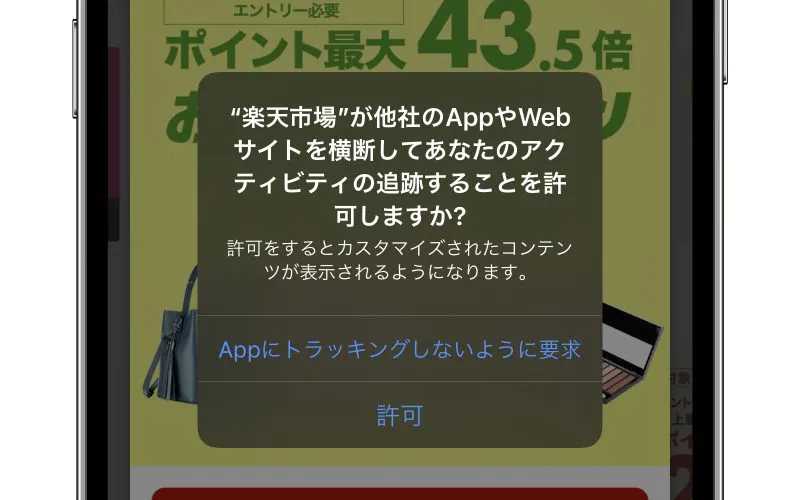 エントリー必要
ポイント最大43.5倍
お
“楽天市場”が他社のAppやWeb
サイトを横断してあなたのアク
ティビティの追跡することを許
可しますか?
許可をするとカスタマイズされたコンテン
ツが表示されるようになります。
Appにトラッキングしないように要求
許可
対象